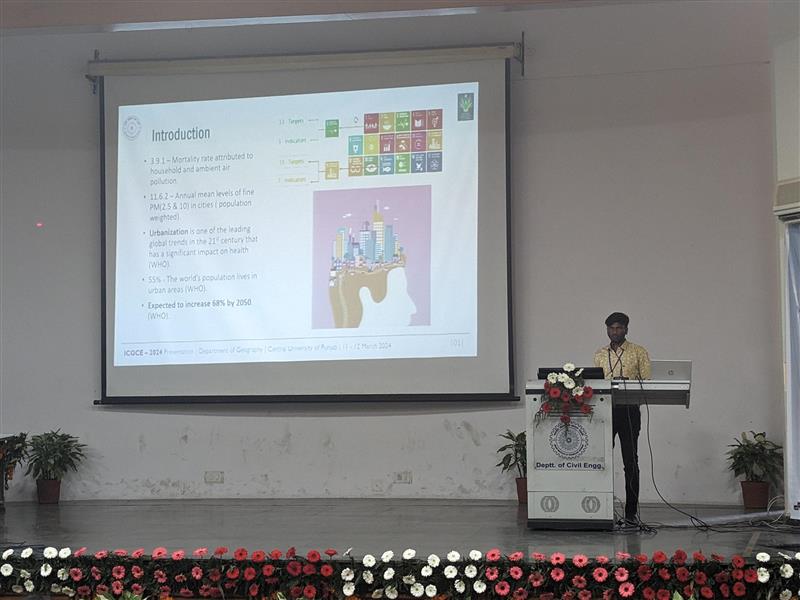 Introduction
13 Targets
• 3.9.1 – Mortality rate attributed to
household and ambient air
pollution.
• 11.6.2 – Annual mean levels of fine
PM(2.5 & 10) in cities ( population
weighted).
• Urbanization is one of the leading
global trends in the 21st century that
has a significant impact on health
(WHO).
• 55% - The world's population lives in
urban areas (WHO).
• Expected to increase 68% by 2050
(WHO).
Indicators
10 Targets
Indicators
ICGCE – 2024 Presentation | Department of Geography | Central University of Punjab | 11 - 12 March 2024
hp
Deptt. of Civil Engg.